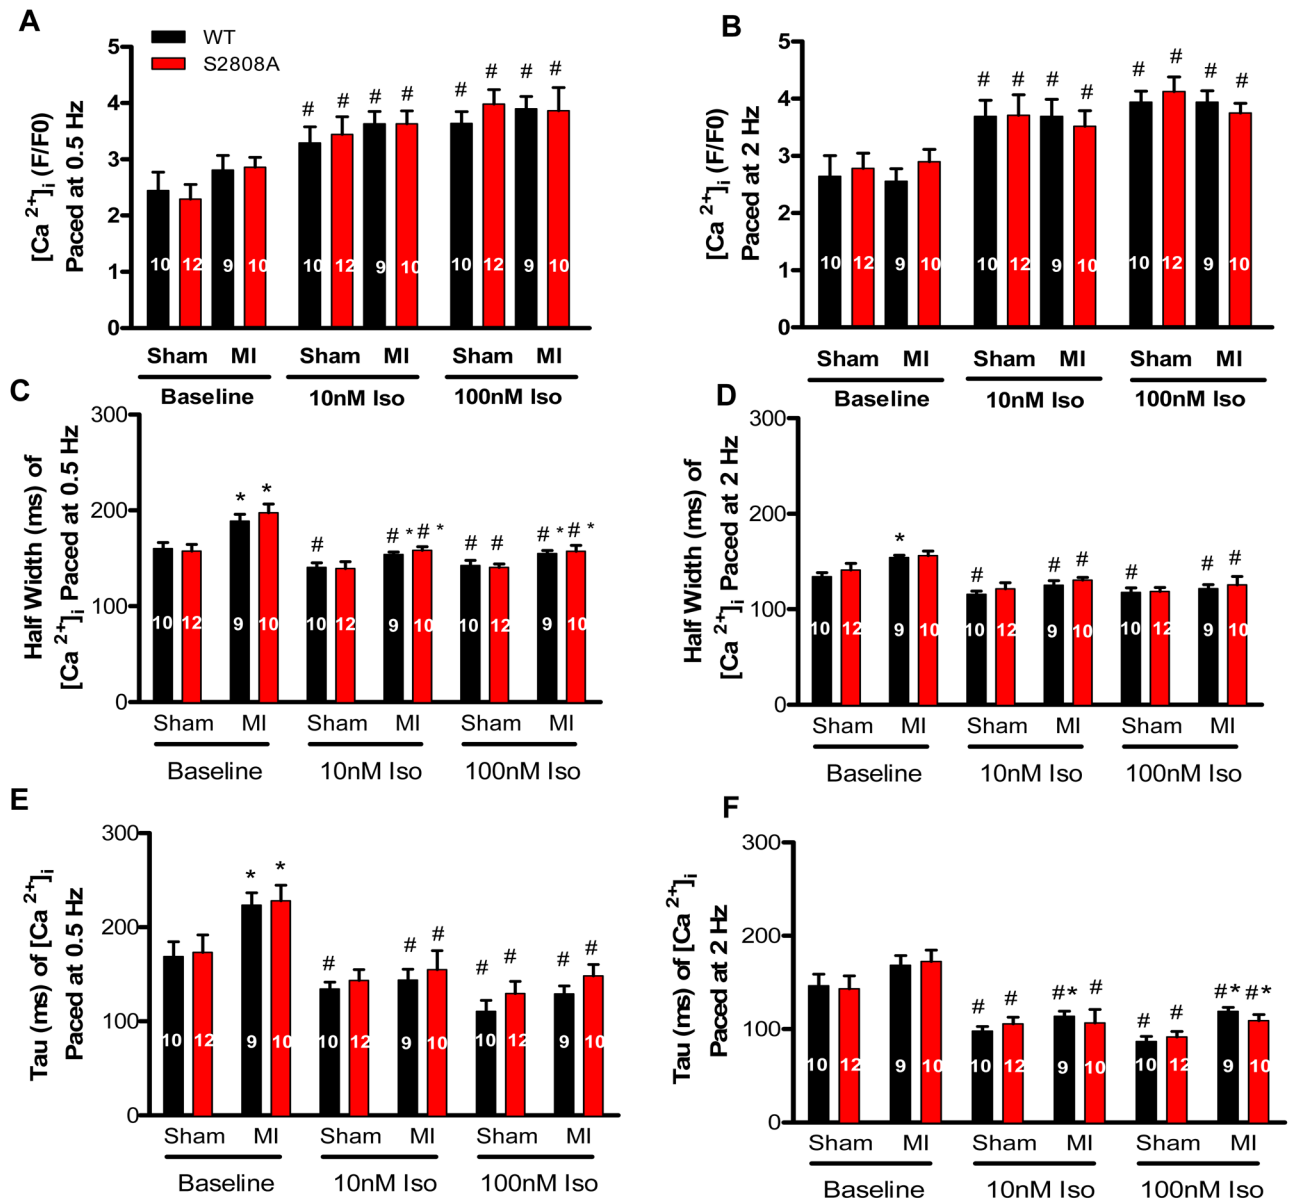 A
WT
S2808A
[Ca 2+]i (F/F0)
Paced at 0.5 Hz
5
4
3
2
1
0
# # # # # # # #
10 12 9 10 10 12 9 10 10 12 9 10
Sham MI Sham MI Sham MI
Baseline 10nM Iso 100nM Iso
B
[Ca 2+]i (F/F0)
Paced at 2 Hz
5
4
3
2
1
0
# # # # # # # #
10 12 9 10 10 12 9 10 10 12 9 10
Sham MI Sham MI Sham MI
Baseline 10nM Iso 100nM Iso
C
Half Width (ms) of
[Ca 2+]i Paced at 0.5 Hz
300
200
100
0
* * # # * # * # # # * # *
10 12 9 10 10 12 9 10 10 12 9 10
Sham MI Sham MI Sham MI
Baseline 10nM Iso 100nM Iso
D
Half Width (ms) of
[Ca 2+]i Paced at 2 Hz
300
200
100
0
* # # # # # #
10 12 9 10 10 12 9 10 10 12 9 10
Sham MI Sham MI Sham MI
Baseline 10nM Iso 100nM Iso
E
Tau (ms) of [Ca 2+]i
Paced at 0.5 Hz
300
200
100
0
* * # # # # # # #
10 12 9 10 10 12 9 10 10 12 9 10
Sham MI Sham MI Sham MI
Baseline 10nM Iso 100nM Iso
F
Tau (ms) of [Ca 2+]i
Paced at 2 Hz
300
200
100
0
# # #* # # # #* #*
10 12 9 10 10 12 9 10 10 12 9 10
Sham MI Sham MI Sham MI
Baseline 10nM Iso 100nM Iso